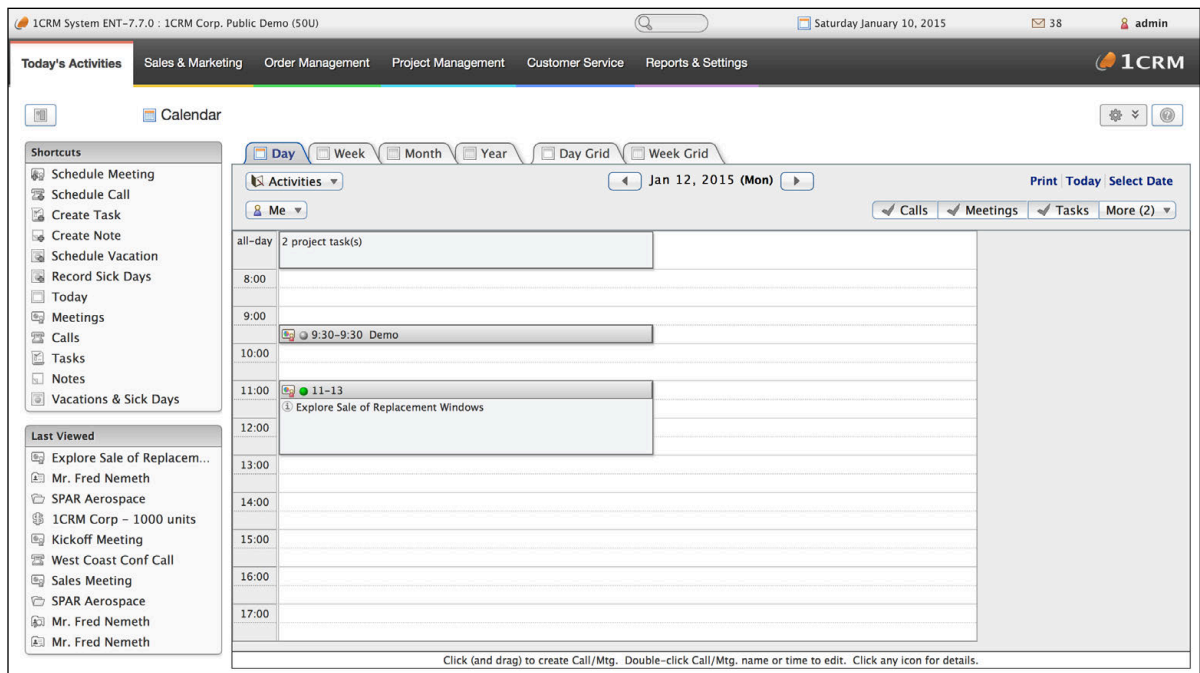 1CRM System ENT-7.7.0 : 1CRM Corp. Public Demo (50U)
Saturday January 10, 2015
38
admin
Today's Activities
Sales & Marketing
Order Management
Project Management
Customer Service
Reports & Settings
1CRM
Calendar
Shortcuts
Schedule Meeting
Schedule Call
Create Task
Create Note
Schedule Vacation
Record Sick Days
Today
Meetings
Calls
Tasks
Notes
Vacations & Sick Days
Last Viewed
Explore Sale of Replacem...
Mr. Fred Nemeth
SPAR Aerospace
1CRM Corp - 1000 units
Kickoff Meeting
West Coast Conf Call
Sales Meeting
SPAR Aerospace
Mr. Fred Nemeth
Mr. Fred Nemeth
Day
Week
Month
Year
Day Grid
Week Grid
Activities
Jan 12, 2015 (Mon)
Print Today Select Date
Me
Calls
Meetings
Tasks
More (2)
all-day 2 project task(s)
8:00
9:00
9:30-9:30 Demo
10:00
11:00 11-13
Explore Sale of Replacement Windows
12:00
13:00
14:00
15:00
16:00
17:00
Click (and drag) to create Call/Mtg. Double-click Call/Mtg. name or time to edit. Click any icon for details.